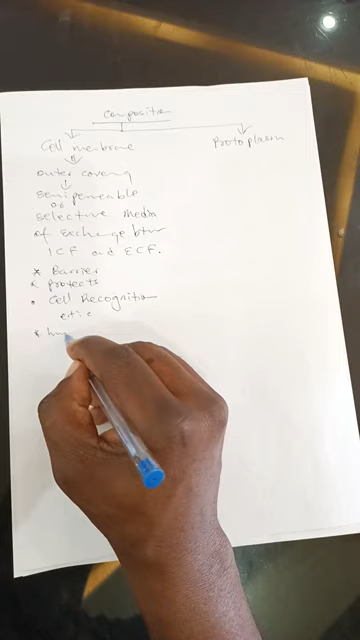 Composition
Cell membrane
Protoplasm
outer covering
semipermeable
or
selective media
of exchange btw
ICF and ECF.
* Barrier
* protects
• Cell Recognition
*